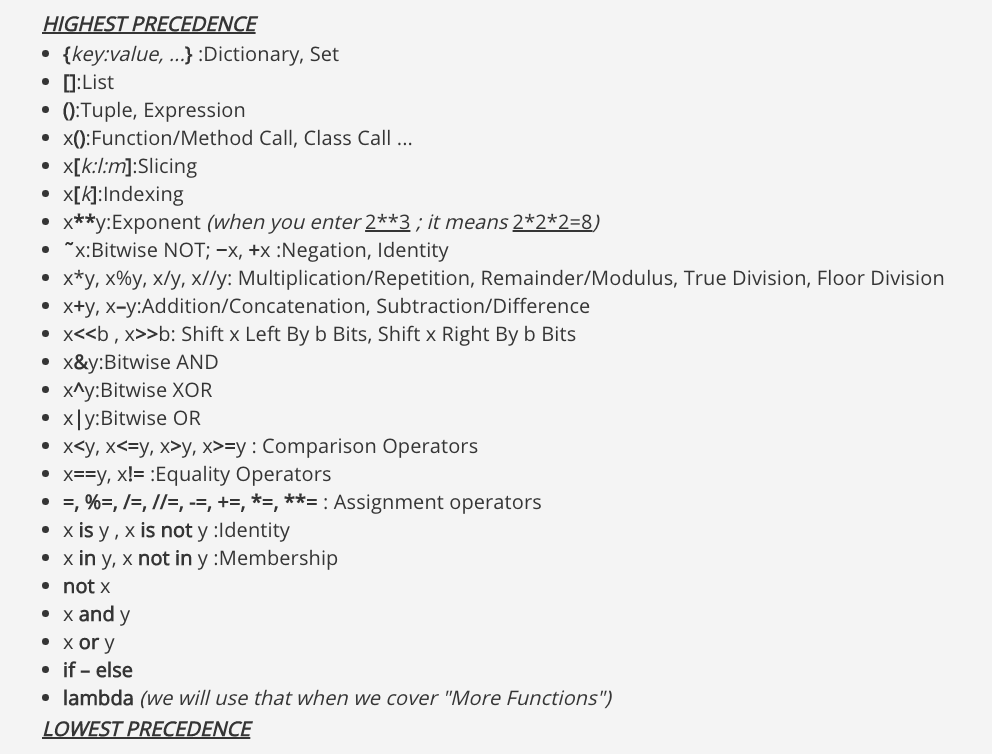 HIGHEST PRECEDENCE
• {key:value, ...} :Dictionary, Set
• []:List
• ():Tuple, Expression
• x():Function/Method Call, Class Call ...
• x[k:l:m]:Slicing
• x[k]:Indexing
• x**y:Exponent (when you enter 2**3 ; it means 2*2*2=8)
• ˜x:Bitwise NOT; −x, +x :Negation, Identity
• x*y, x%y, x/y, x//y: Multiplication/Repetition, Remainder/Modulus, True Division, Floor Division
• x+y, x–y:Addition/Concatenation, Subtraction/Difference
• x<<b , x>>b: Shift x Left By b Bits, Shift x Right By b Bits
• x&y:Bitwise AND
• x^y:Bitwise XOR
• x|y:Bitwise OR
• x<y, x<=y, x>y, x>=y : Comparison Operators
• x==y, x!= :Equality Operators
• =, %=, /=, //=, -=, +=, *=, **= : Assignment operators
• x is y , x is not y :Identity
• x in y, x not in y :Membership
• not x
• x and y
• x or y
• if – else
• lambda (we will use that when we cover "More Functions")
LOWEST PRECEDENCE